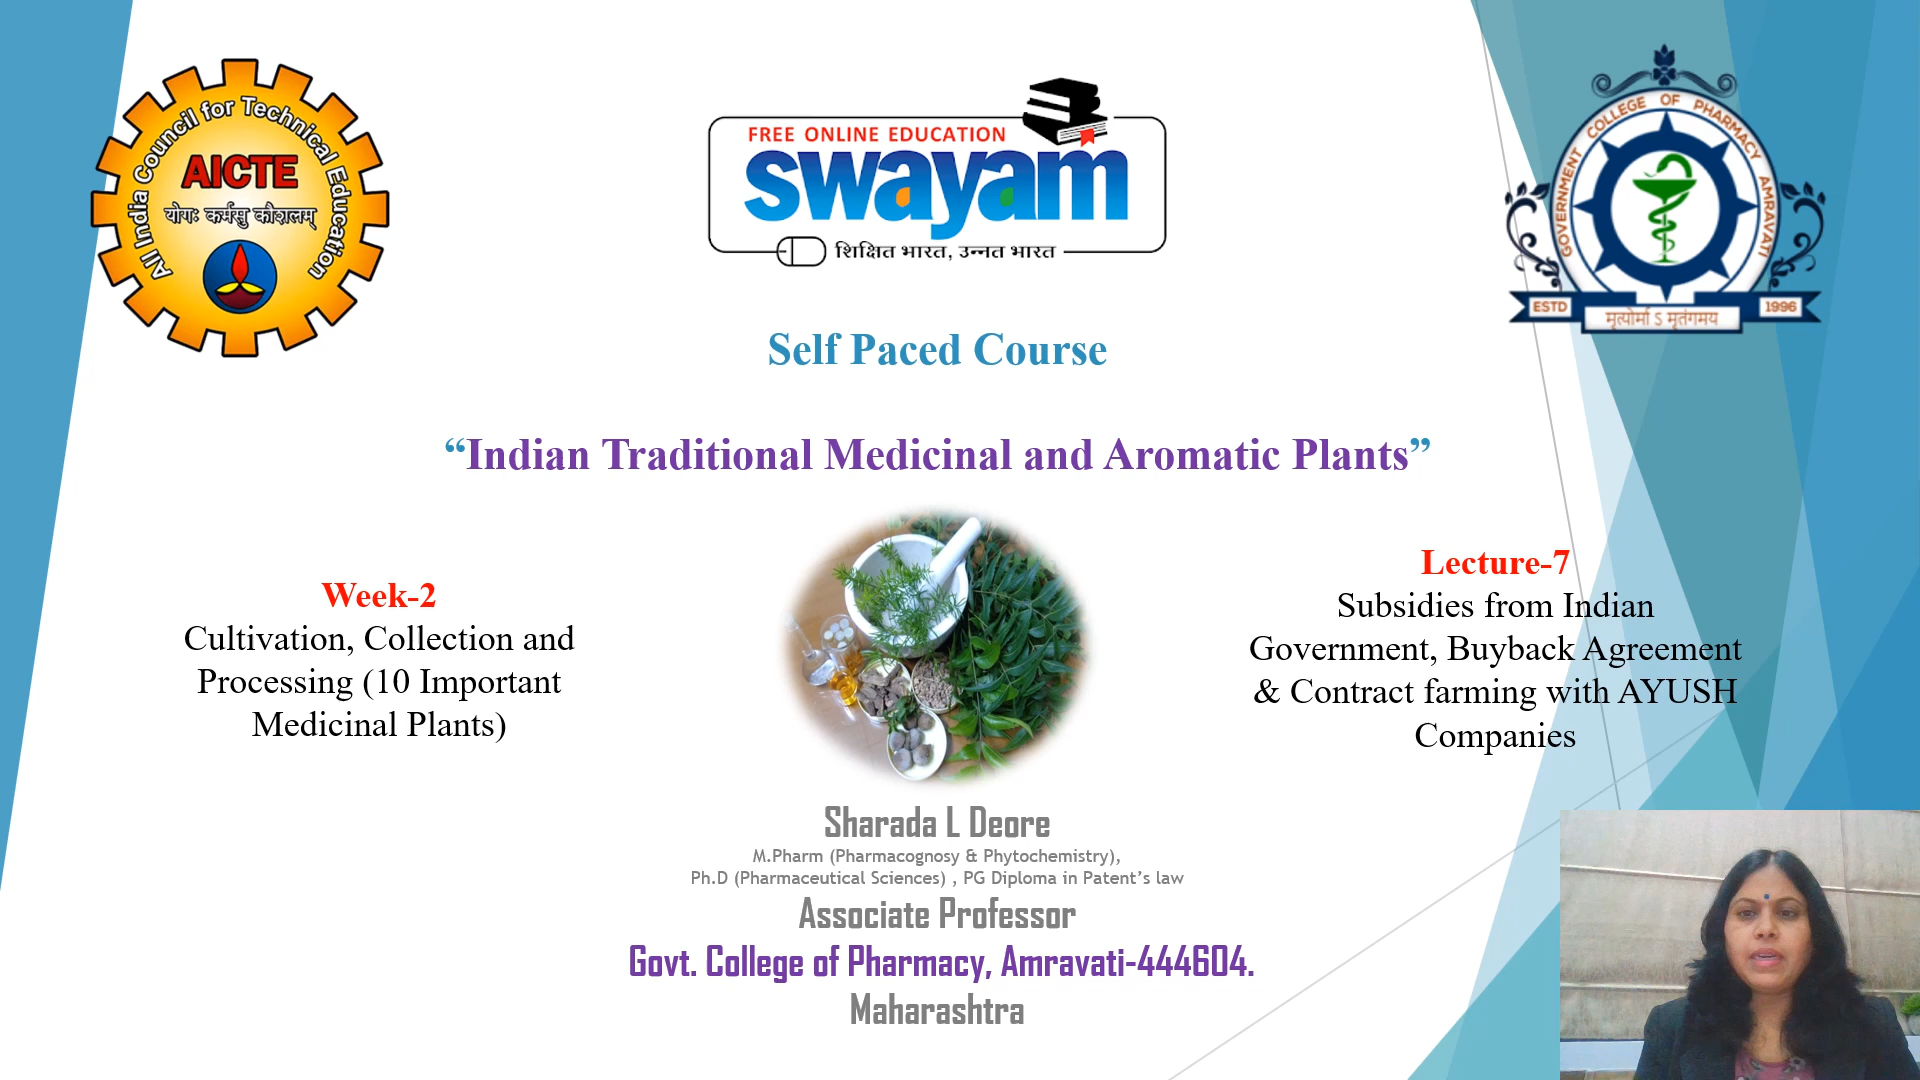 All India Council for Technical Education
AICTE
योगः कर्मसु कौशलम्
FREE ONLINE EDUCATION
swayam
शिक्षित भारत, उन्नत भारत
GOVERNMENT COLLEGE OF PHARMACY AMRAVATI
ESTD
1996
मृत्योर्मा ऽ मृतंगमय
Self Paced Course
“Indian Traditional Medicinal and Aromatic Plants”
Week-2
Cultivation, Collection and
Processing (10 Important
Medicinal Plants)
Lecture-7
Subsidies from Indian
Government, Buyback Agreement
& Contract farming with AYUSH
Companies
Sharada L Deore
M.Pharm (Pharmacognosy & Phytochemistry),
Ph.D (Pharmaceutical Sciences) , PG Diploma in Patent’s law
Associate Professor
Govt. College of Pharmacy, Amravati-444604.
Maharashtra